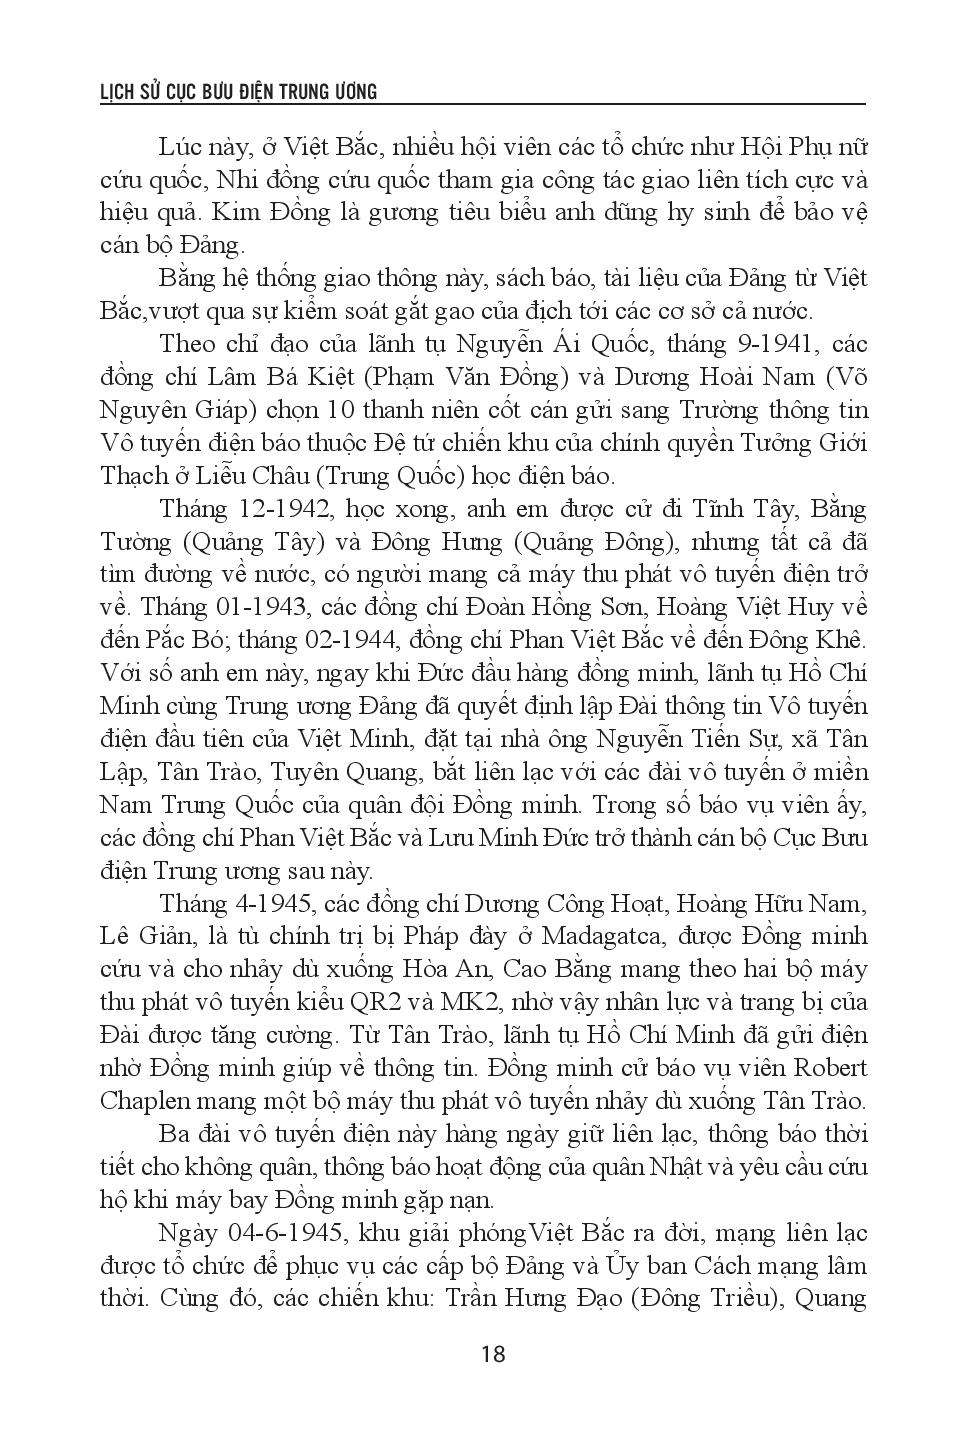 LỊCH SỬ CỤC BƯU ĐIỆN TRUNG ƯƠNG
Lúc này, ở Việt Bắc, nhiều hội viên các tổ chức như Hội Phụ nữ
cứu quốc, Nhi đồng cứu quốc tham gia công tác giao liên tích cực và
hiệu quả. Kim Đồng là gương tiêu biểu anh dũng hy sinh để bảo vệ
cán bộ Đảng.
Bằng hệ thống giao thông này, sách báo, tài liệu của Đảng từ Việt
Bắc,vượt qua sự kiểm soát gắt gao của địch tới các cơ sở cả nước.
Theo chỉ đạo của lãnh tụ Nguyễn Ái Quốc, tháng 9-1941, các
đồng chí Lâm Bá Kiệt (Phạm Văn Đồng) và Dương Hoài Nam (Võ
Nguyên Giáp) chọn 10 thanh niên cốt cán gửi sang Trường thông tin
Vô tuyến điện báo thuộc Đệ tứ chiến khu của chính quyền Tưởng Giới
Thạch ở Liễu Châu (Trung Quốc) học điện báo.
Tháng 12-1942, học xong, anh em được cử đi Tĩnh Tây, Bằng
Tường (Quảng Tây) và Đông Hưng (Quảng Đông), nhưng tất cả đã
tìm đường về nước, có người mang cả máy thu phát vô tuyến điện trở
về. Tháng 01-1943, các đồng chí Đoàn Hồng Sơn, Hoàng Việt Huy về
đến Pắc Bó; tháng 02-1944, đồng chí Phan Việt Bắc về đến Đông Khê.
Với số anh em này, ngay khi Đức đầu hàng đồng minh, lãnh tụ Hồ Chí
Minh cùng Trung ương Đảng đã quyết định lập Đài thông tin Vô tuyến
điện đầu tiên của Việt Minh, đặt tại nhà ông Nguyễn Tiến Sự, xã Tân
Lập, Tân Trào, Tuyên Quang, bắt liên lạc với các đài vô tuyến ở miền
Nam Trung Quốc của quân đội Đồng minh. Trong số báo vụ viên ấy,
các đồng chí Phan Việt Bắc và Lưu Minh Đức trở thành cán bộ Cục Bưu
điện Trung ương sau này.
Tháng 4-1945, các đồng chí Dương Công Hoạt, Hoàng Hữu Nam,
Lê Giản, là tù chính trị bị Pháp đày ở Madagatca, được Đồng minh
cứu và cho nhảy dù xuống Hòa An, Cao Bằng mang theo hai bộ máy
thu phát vô tuyến kiểu QR2 và MK2, nhờ vậy nhân lực và trang bị của
Đài được tăng cường. Từ Tân Trào, lãnh tụ Hồ Chí Minh đã gửi điện
nhờ Đồng minh giúp về thông tin. Đồng minh cử báo vụ viên Robert
Chaplen mang một bộ máy thu phát vô tuyến nhảy dù xuống Tân Trào.
Ba đài vô tuyến điện này hàng ngày giữ liên lạc, thông báo thời
tiết cho không quân, thông báo hoạt động của quân Nhật và yêu cầu cứu
hộ khi máy bay Đồng minh gặp nạn.
Ngày 04-6-1945, khu giải phóngViệt Bắc ra đời, mạng liên lạc
được tổ chức để phục vụ các cấp bộ Đảng và Ủy ban Cách mạng lâm
thời. Cùng đó, các chiến khu: Trần Hưng Đạo (Đông Triều), Quang
18